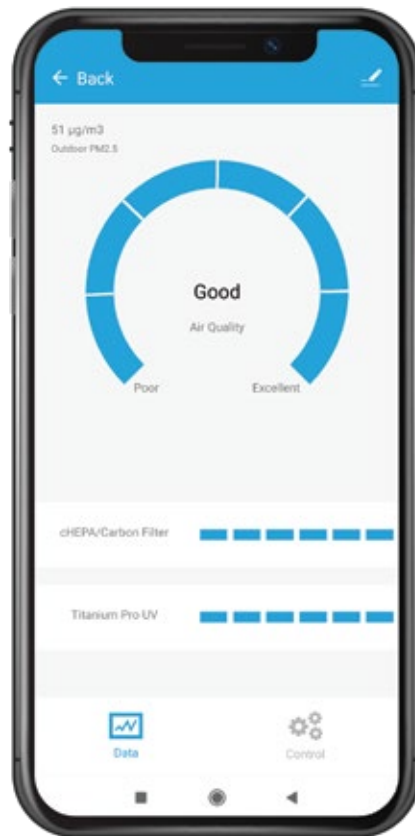 ← Back
51 µg/m3
Outdoor PM2.5
Good
Air Quality
Poor
Excellent
cHEPA/Carbon Filter
Titanium Pro UV
Data
Control